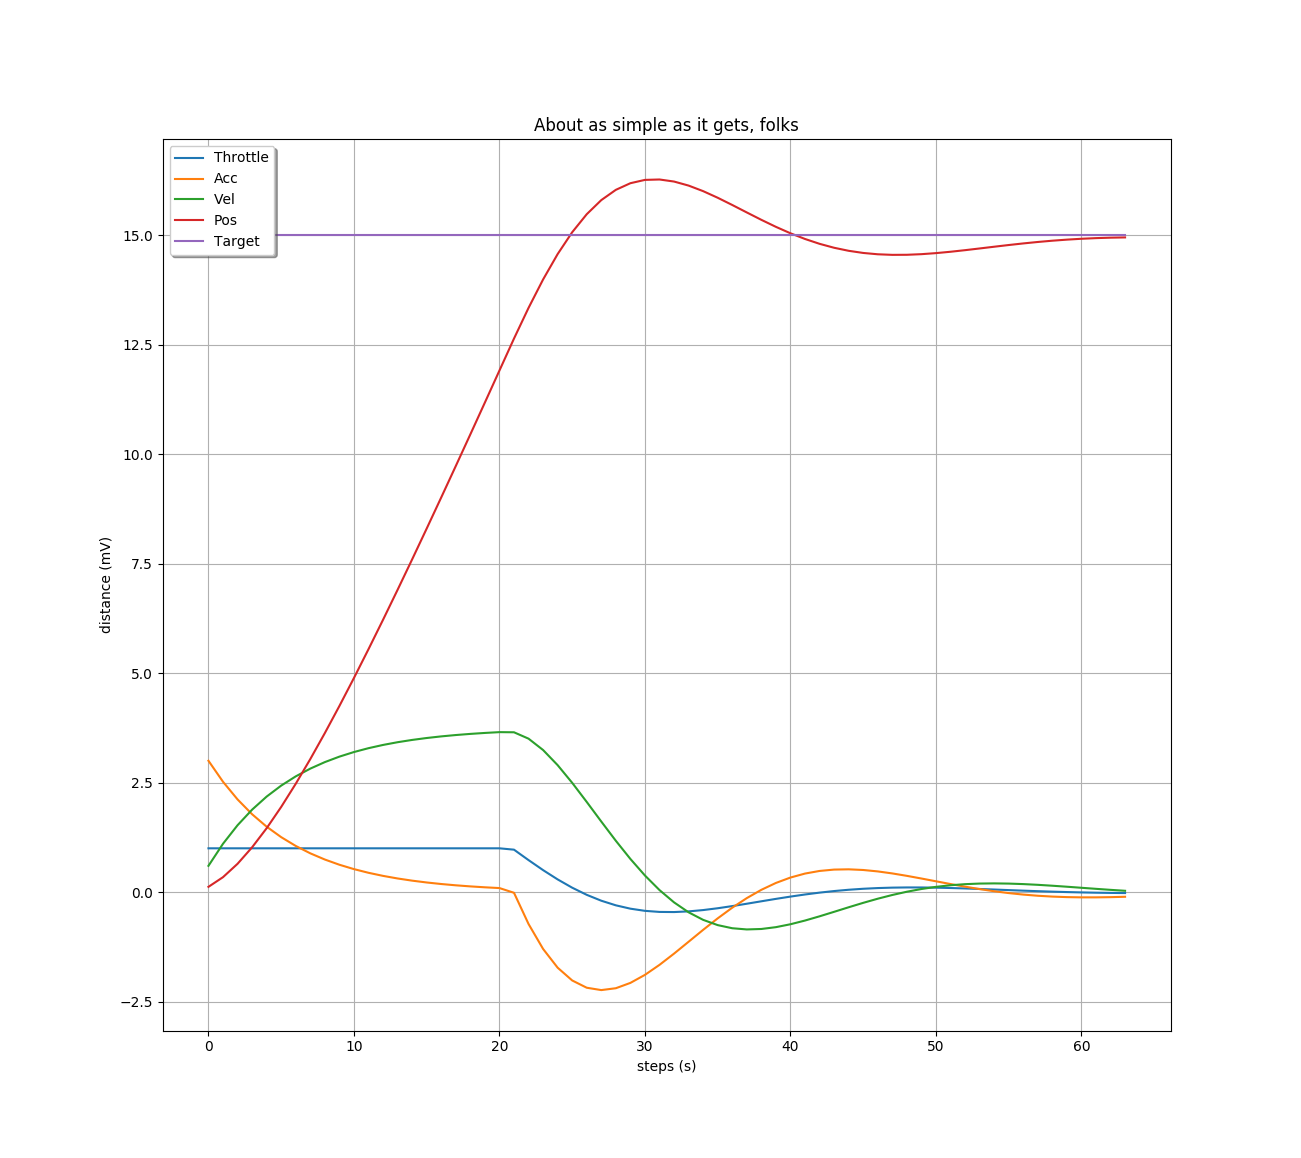 About as simple as it gets, folks
Throttle
Acc
Vel
Pos
Target
15.0
12.5
10.0
7.5
5.0
2.5
0.0
−2.5
distance (mV)
0 10 20 30 40 50 60
steps (s)